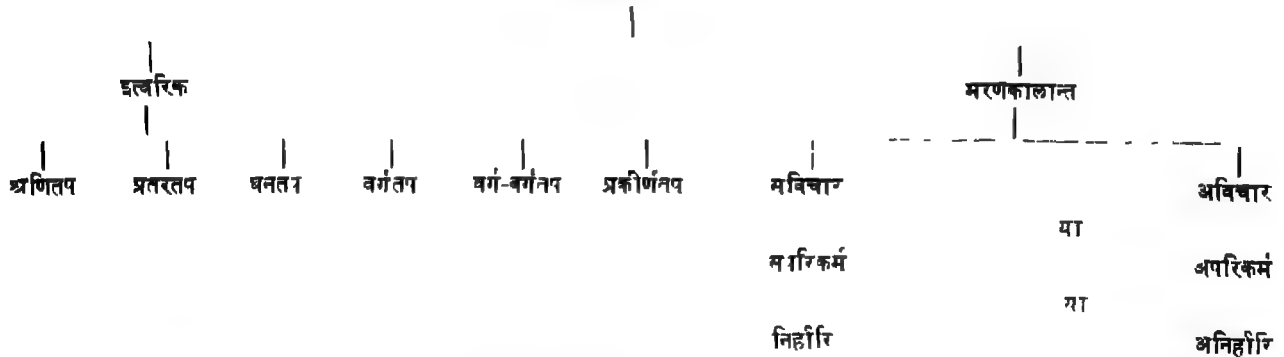 इत्वरिक मरणकालान्त
श्रेणितप प्रतरतप घनतप वर्गतप वर्ग-वर्गतप प्रकीर्णतप सविचार अविचार
या
सपरिकर्म अपरिकर्म
या
निर्हारि अनिर्हारि